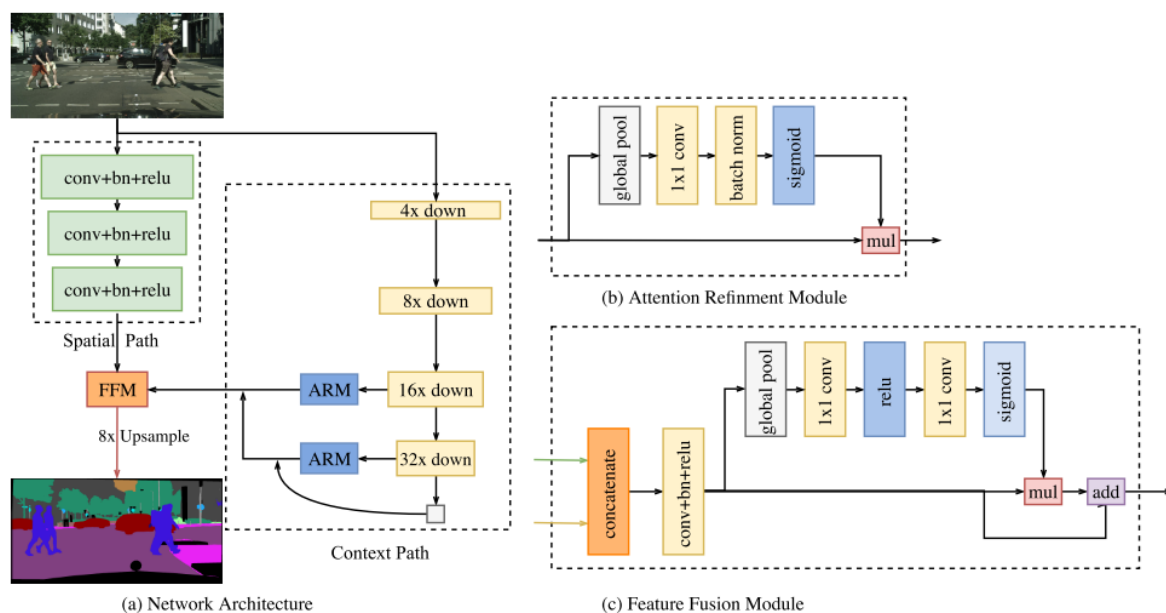 conv+bn+relu
conv+bn+relu
conv+bn+relu
Spatial Path
4x down
8x down
16x down
32x down
ARM
ARM
FFM
8x Upsample
Context Path
(a) Network Architecture
global pool
1x1 conv
batch norm
sigmoid
mul
(b) Attention Refinment Module
concatenate
conv+bn+relu
global pool
1x1 conv
relu
1x1 conv
sigmoid
mul
add
(c) Feature Fusion Module